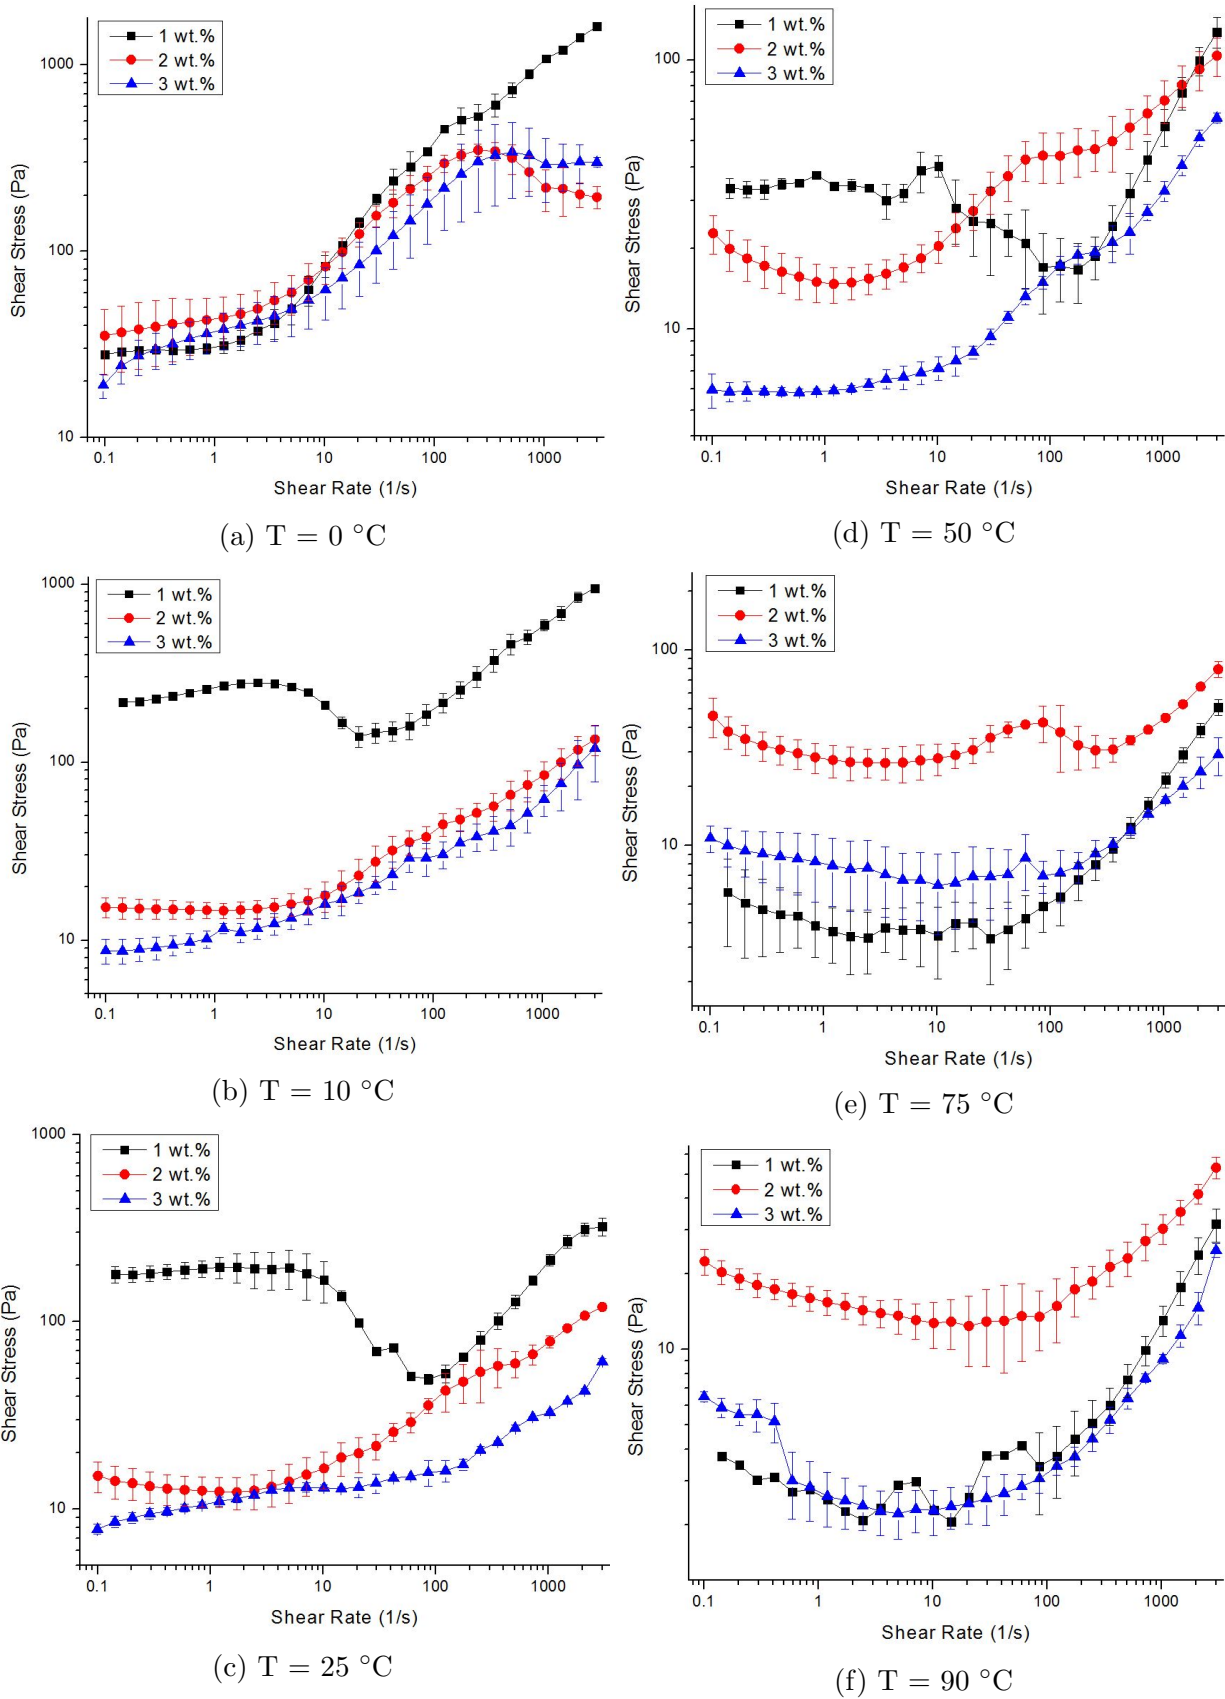 1 wt.%
2 wt.%
3 wt.%
1000
100
10
Shear Stress (Pa)
0.1 1 10 100 1000
Shear Rate (1/s)
(a) T = 0 °C
1 wt.%
2 wt.%
3 wt.%
1000
100
10
Shear Stress (Pa)
0.1 1 10 100 1000
Shear Rate (1/s)
(b) T = 10 °C
1 wt.%
2 wt.%
3 wt.%
1000
100
10
Shear Stress (Pa)
0.1 1 10 100 1000
Shear Rate (1/s)
(c) T = 25 °C
1 wt.%
2 wt.%
3 wt.%
100
10
Shear Stress (Pa)
0.1 1 10 100 1000
Shear Rate (1/s)
(d) T = 50 °C
1 wt.%
2 wt.%
3 wt.%
100
10
Shear Stress (Pa)
0.1 1 10 100 1000
Shear Rate (1/s)
(e) T = 75 °C
1 wt.%
2 wt.%
3 wt.%
10
Shear Stress (Pa)
0.1 1 10 100 1000
Shear Rate (1/s)
(f) T = 90 °C